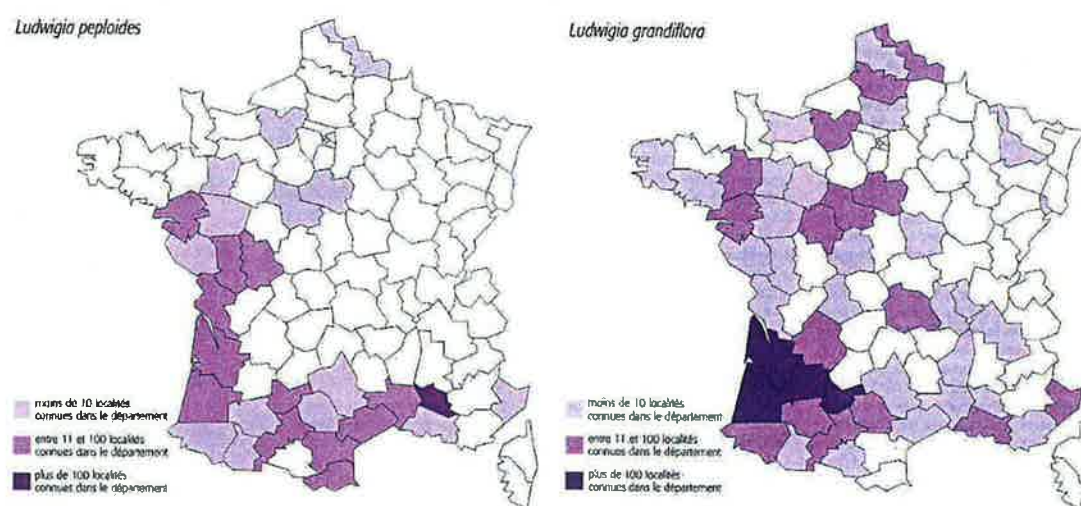 Ludwigia peploides
moins de 10 localités
connues dans le département
entre 11 et 100 localités
connues dans le département
plus de 100 localités
connues dans le département
Ludwigia grandiflora
moins de 10 localités
connues dans le département
entre 11 et 100 localités
connues dans le département
plus de 100 localités
connues dans le département